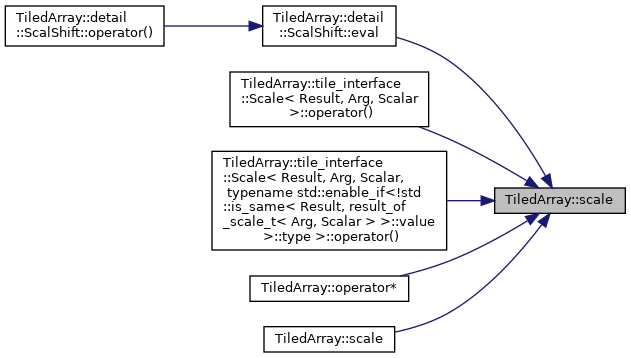 TiledArray::detail
::ScalShift::operator()
TiledArray::detail
::ScalShift::eval
TiledArray::tile_interface
::Scale< Result, Arg, Scalar
>::operator()
TiledArray::tile_interface
::Scale< Result, Arg, Scalar,
typename std::enable_if<!std
::is_same< Result, result_of
_scale_t< Arg, Scalar > >::value
>::type >::operator()
TiledArray::scale
TiledArray::operator*
TiledArray::scale